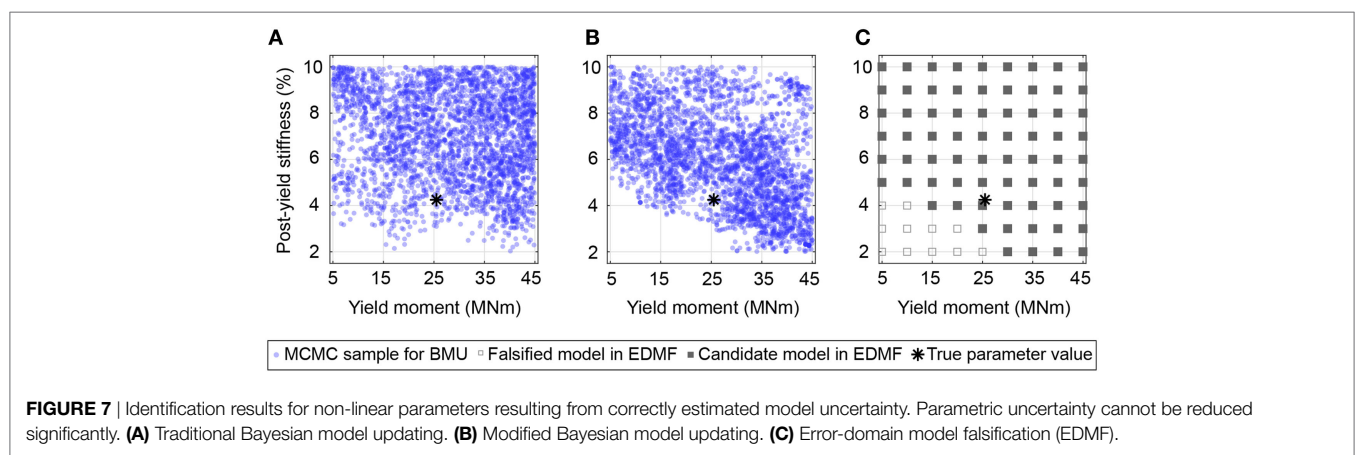 A B C
Post-yield stiffness (%)
10 10 10
8 8 8
6 6 6
4 4 4
2 2 2
5 15 25 35 45 5 15 25 35 45 5 15 25 35 45
Yield moment (MNm) Yield moment (MNm) Yield moment (MNm)
MCMC sample for BMU Falsified model in EDMF Candidate model in EDMF True parameter value
FIGURE 7 | Identification results for non-linear parameters resulting from correctly estimated model uncertainty. Parametric uncertainty cannot be reduced
significantly. (A) Traditional Bayesian model updating. (B) Modified Bayesian model updating. (C) Error-domain model falsification (EDMF).